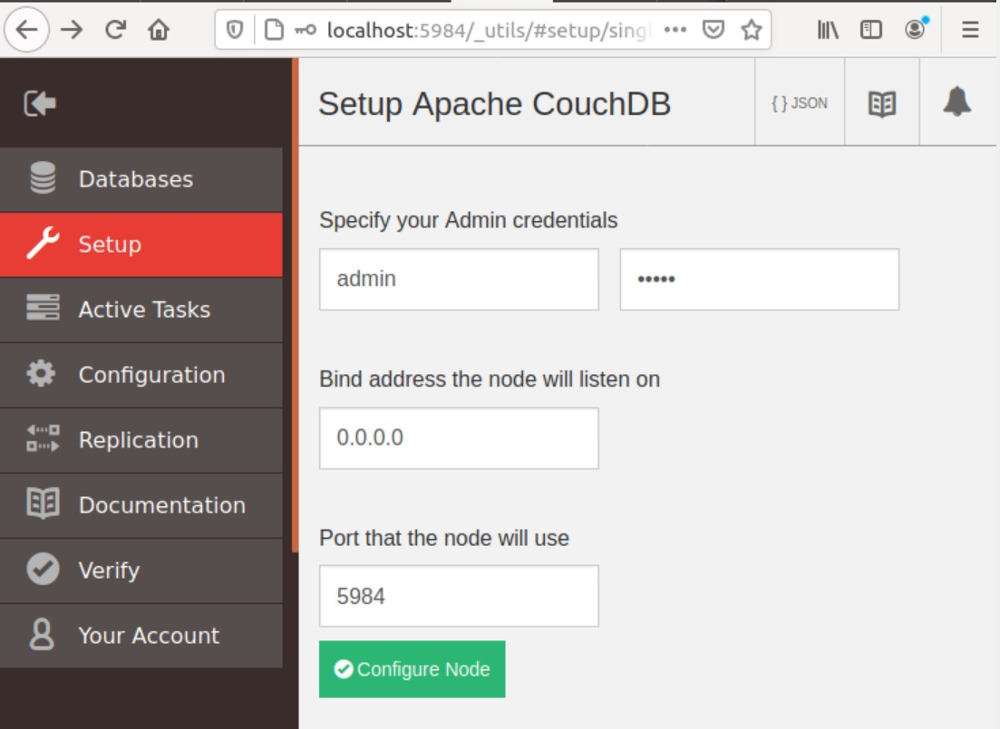 localhost:5984/_utils/#setup/singl
Setup Apache CouchDB
{ } JSON
Databases
Setup
Active Tasks
Configuration
Replication
Documentation
Verify
Your Account
Specify your Admin credentials
admin
•••••
Bind address the node will listen on
0.0.0.0
Port that the node will use
5984
Configure Node